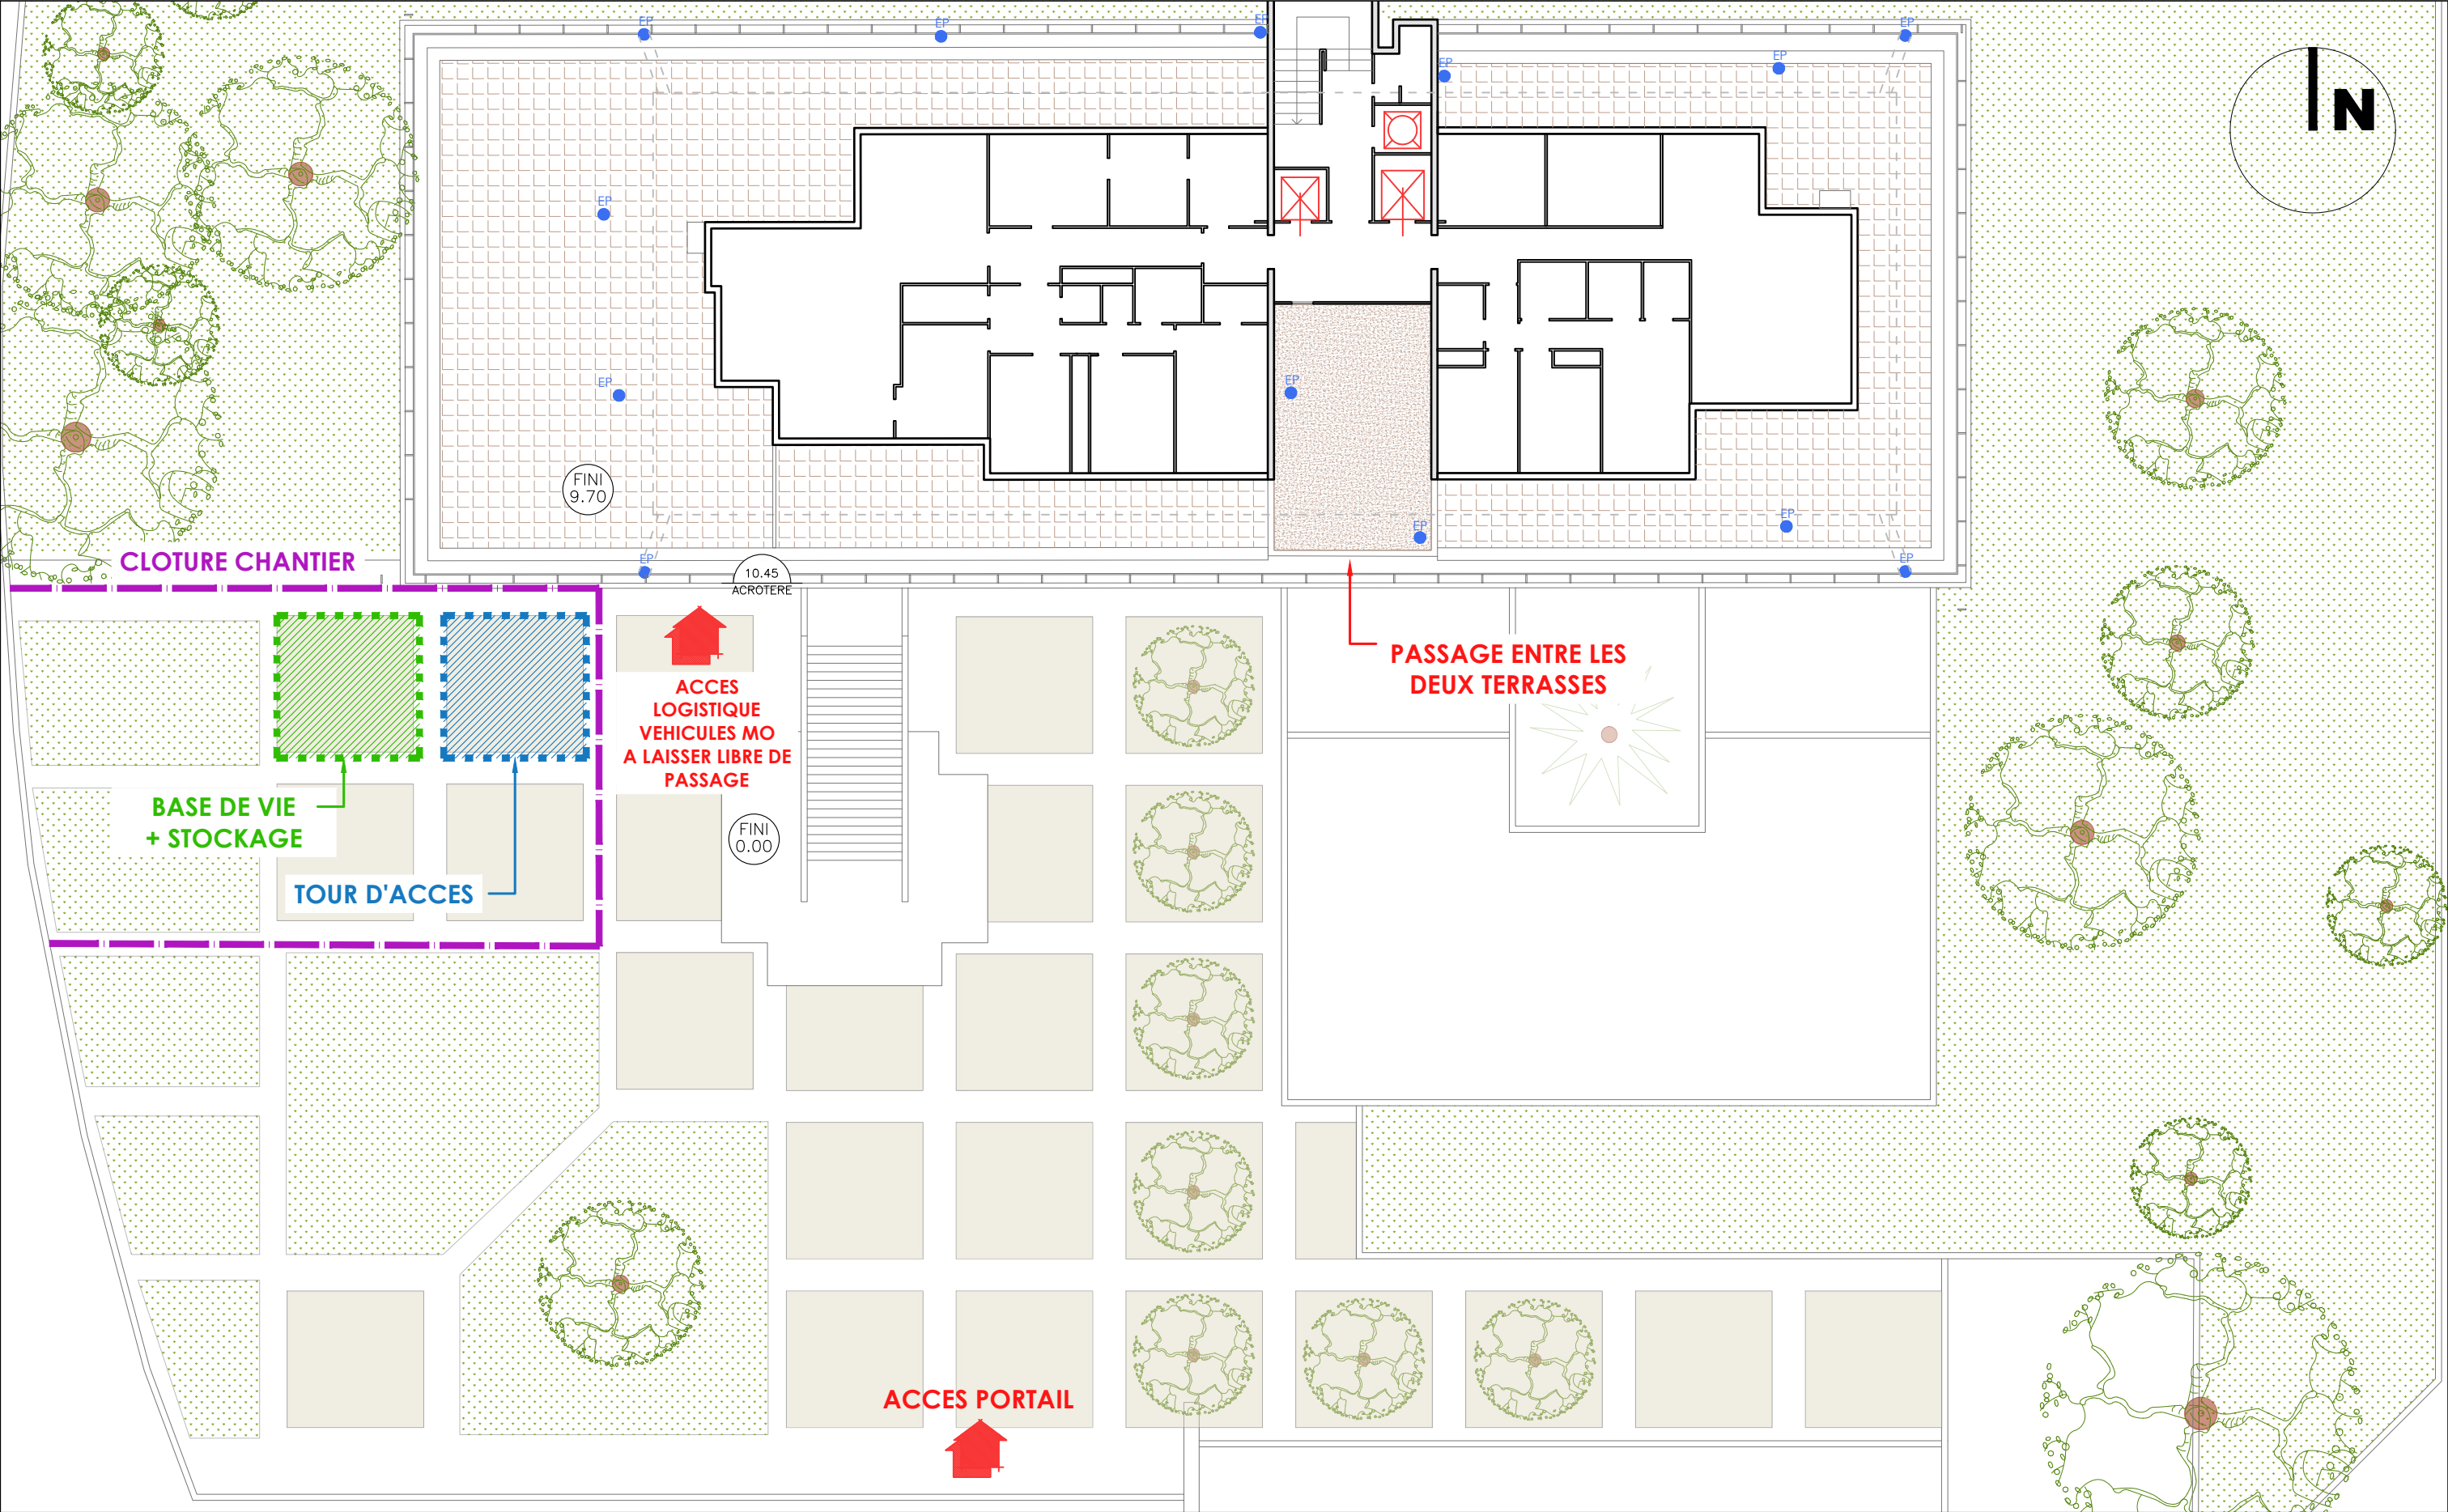 EP
EP
EP
EP
EP
EP
N
EP
EP
EP
FINI
9.70
EP
EP
EP
EP
CLOTURE CHANTIER
10.45
ACROTERE
PASSAGE ENTRE LES
DEUX TERRASSES
ACCES
LOGISTIQUE
VEHICULES MO
A LAISSER LIBRE DE
PASSAGE
BASE DE VIE
+ STOCKAGE
FINI
0.00
TOUR D'ACCES
ACCES PORTAIL